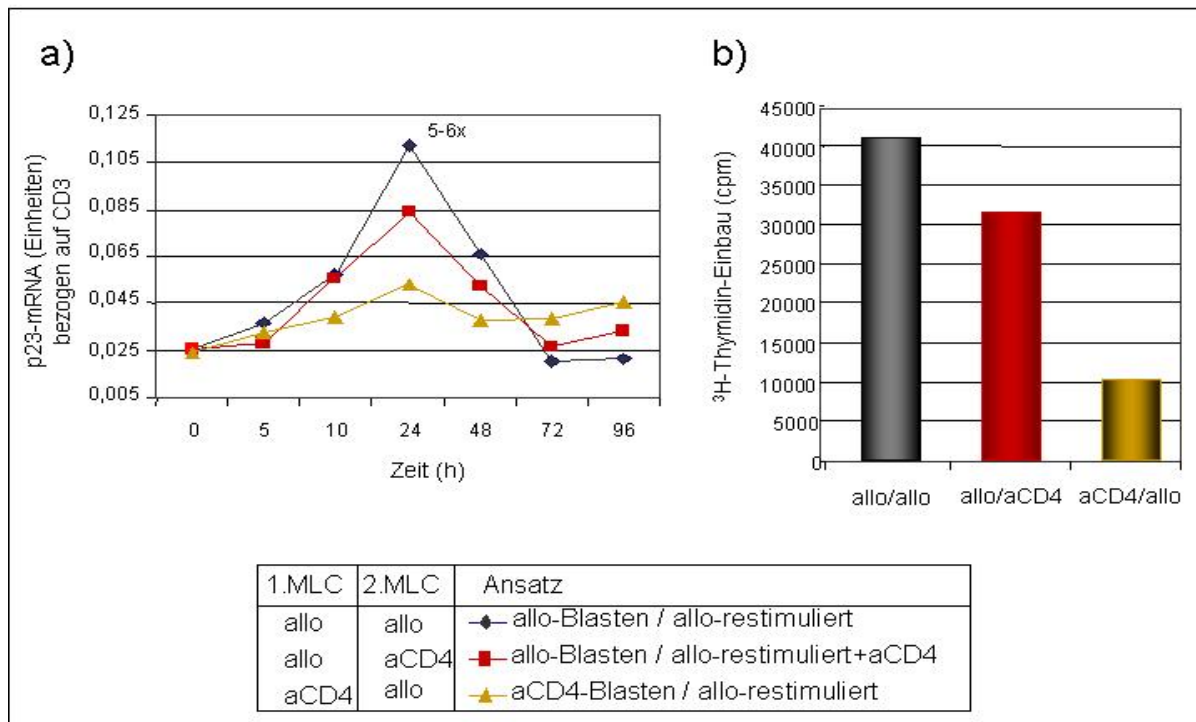 a)
p23-mRNA (Einheiten)
bezogen auf CD3
0,125
0,105
0,085
0,065
0,045
0,025
0,005
5-6x
0 5 10 24 48 72 96
Zeit (h)
b)
³H-Thymidin-Einbau (cpm)
45000
40000
35000
30000
25000
20000
15000
10000
5000
0
allo/allo allo/aCD4 aCD4/allo
1.MLC 2.MLC Ansatz
allo allo allo-Blasten / allo-restimuliert
allo aCD4 allo-Blasten / allo-restimuliert+aCD4
aCD4 allo aCD4-Blasten / allo-restimuliert